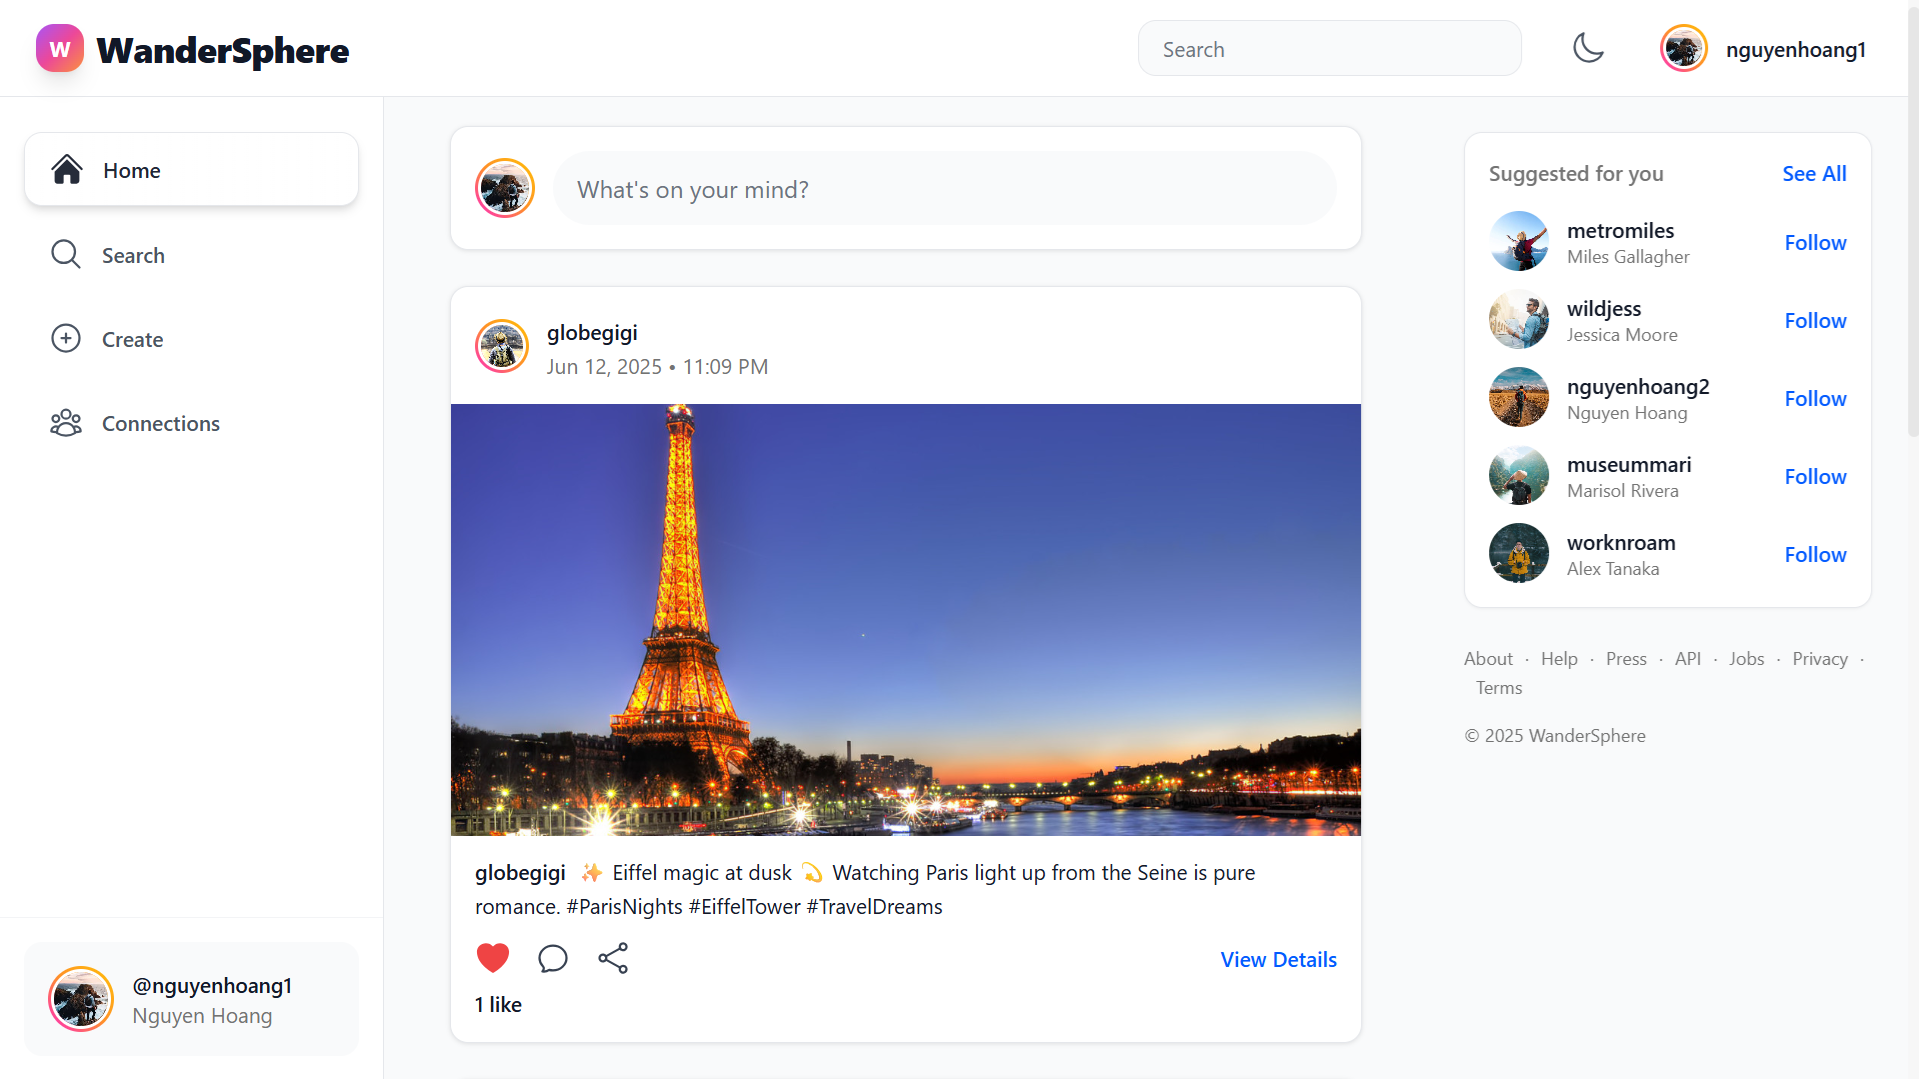 W WanderSphere
Search
nguyenhoang1
Home
Search
Create
Connections
@nguyenhoang1
Nguyen Hoang
What's on your mind?
globegigi
Jun 12, 2025 • 11:09 PM
globegigi ✨ Eiffel magic at dusk 💫 Watching Paris light up from the Seine is pure
romance. #ParisNights #EiffelTower #TravelDreams
View Details
1 like
Suggested for you See All
metromiles
Miles Gallagher
Follow
wildjess
Jessica Moore
Follow
nguyenhoang2
Nguyen Hoang
Follow
museummari
Marisol Rivera
Follow
worknroam
Alex Tanaka
Follow
About · Help · Press · API · Jobs · Privacy ·
Terms
© 2025 WanderSphere